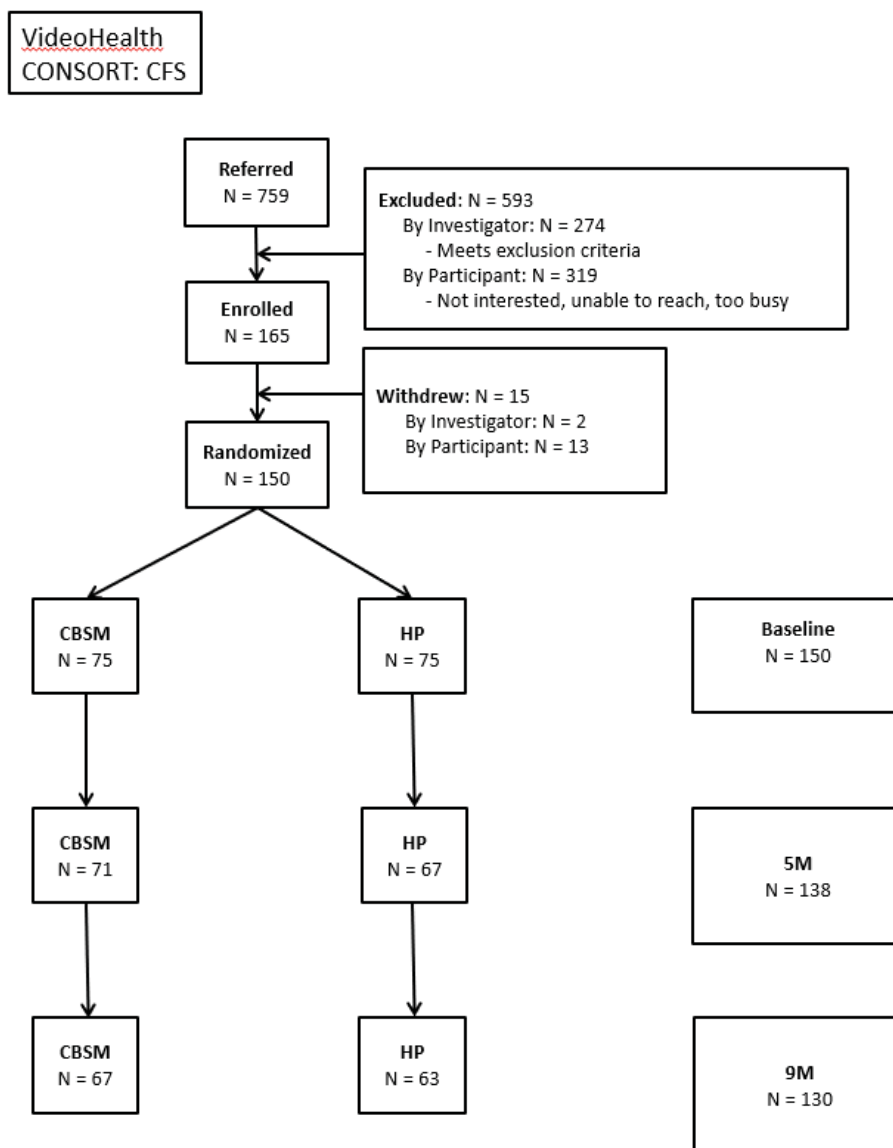 VideoHealth
CONSORT: CFS
Referred
N = 759
Excluded: N = 593
By Investigator: N = 274
- Meets exclusion criteria
By Participant: N = 319
- Not interested, unable to reach, too busy
Enrolled
N = 165
Withdrew: N = 15
By Investigator: N = 2
By Participant: N = 13
Randomized
N = 150
CBSM
N = 75
HP
N = 75
Baseline
N = 150
CBSM
N = 71
HP
N = 67
5M
N = 138
CBSM
N = 67
HP
N = 63
9M
N = 130